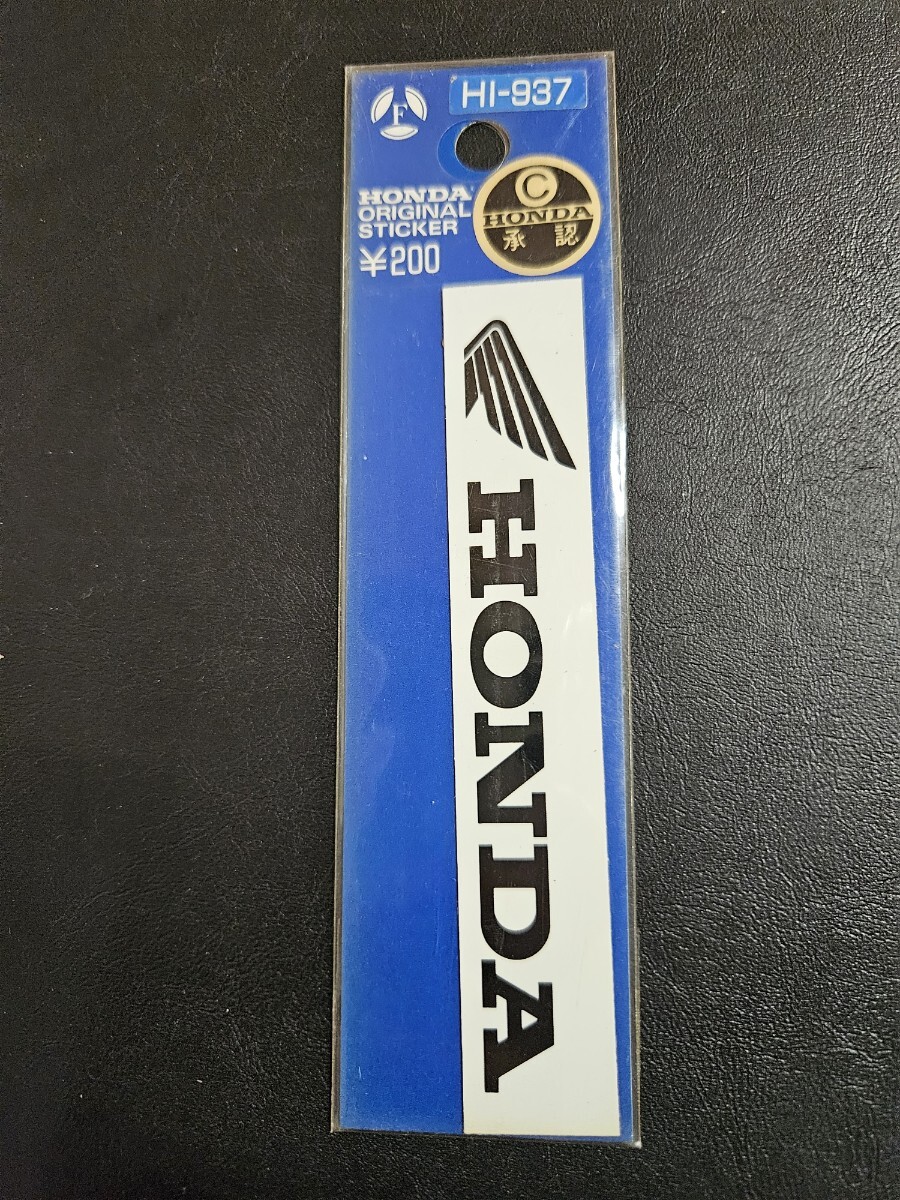 HI-937
F
HONDA
ORIGINAL
STICKER
¥200
©
HONDA
承認
HONDA